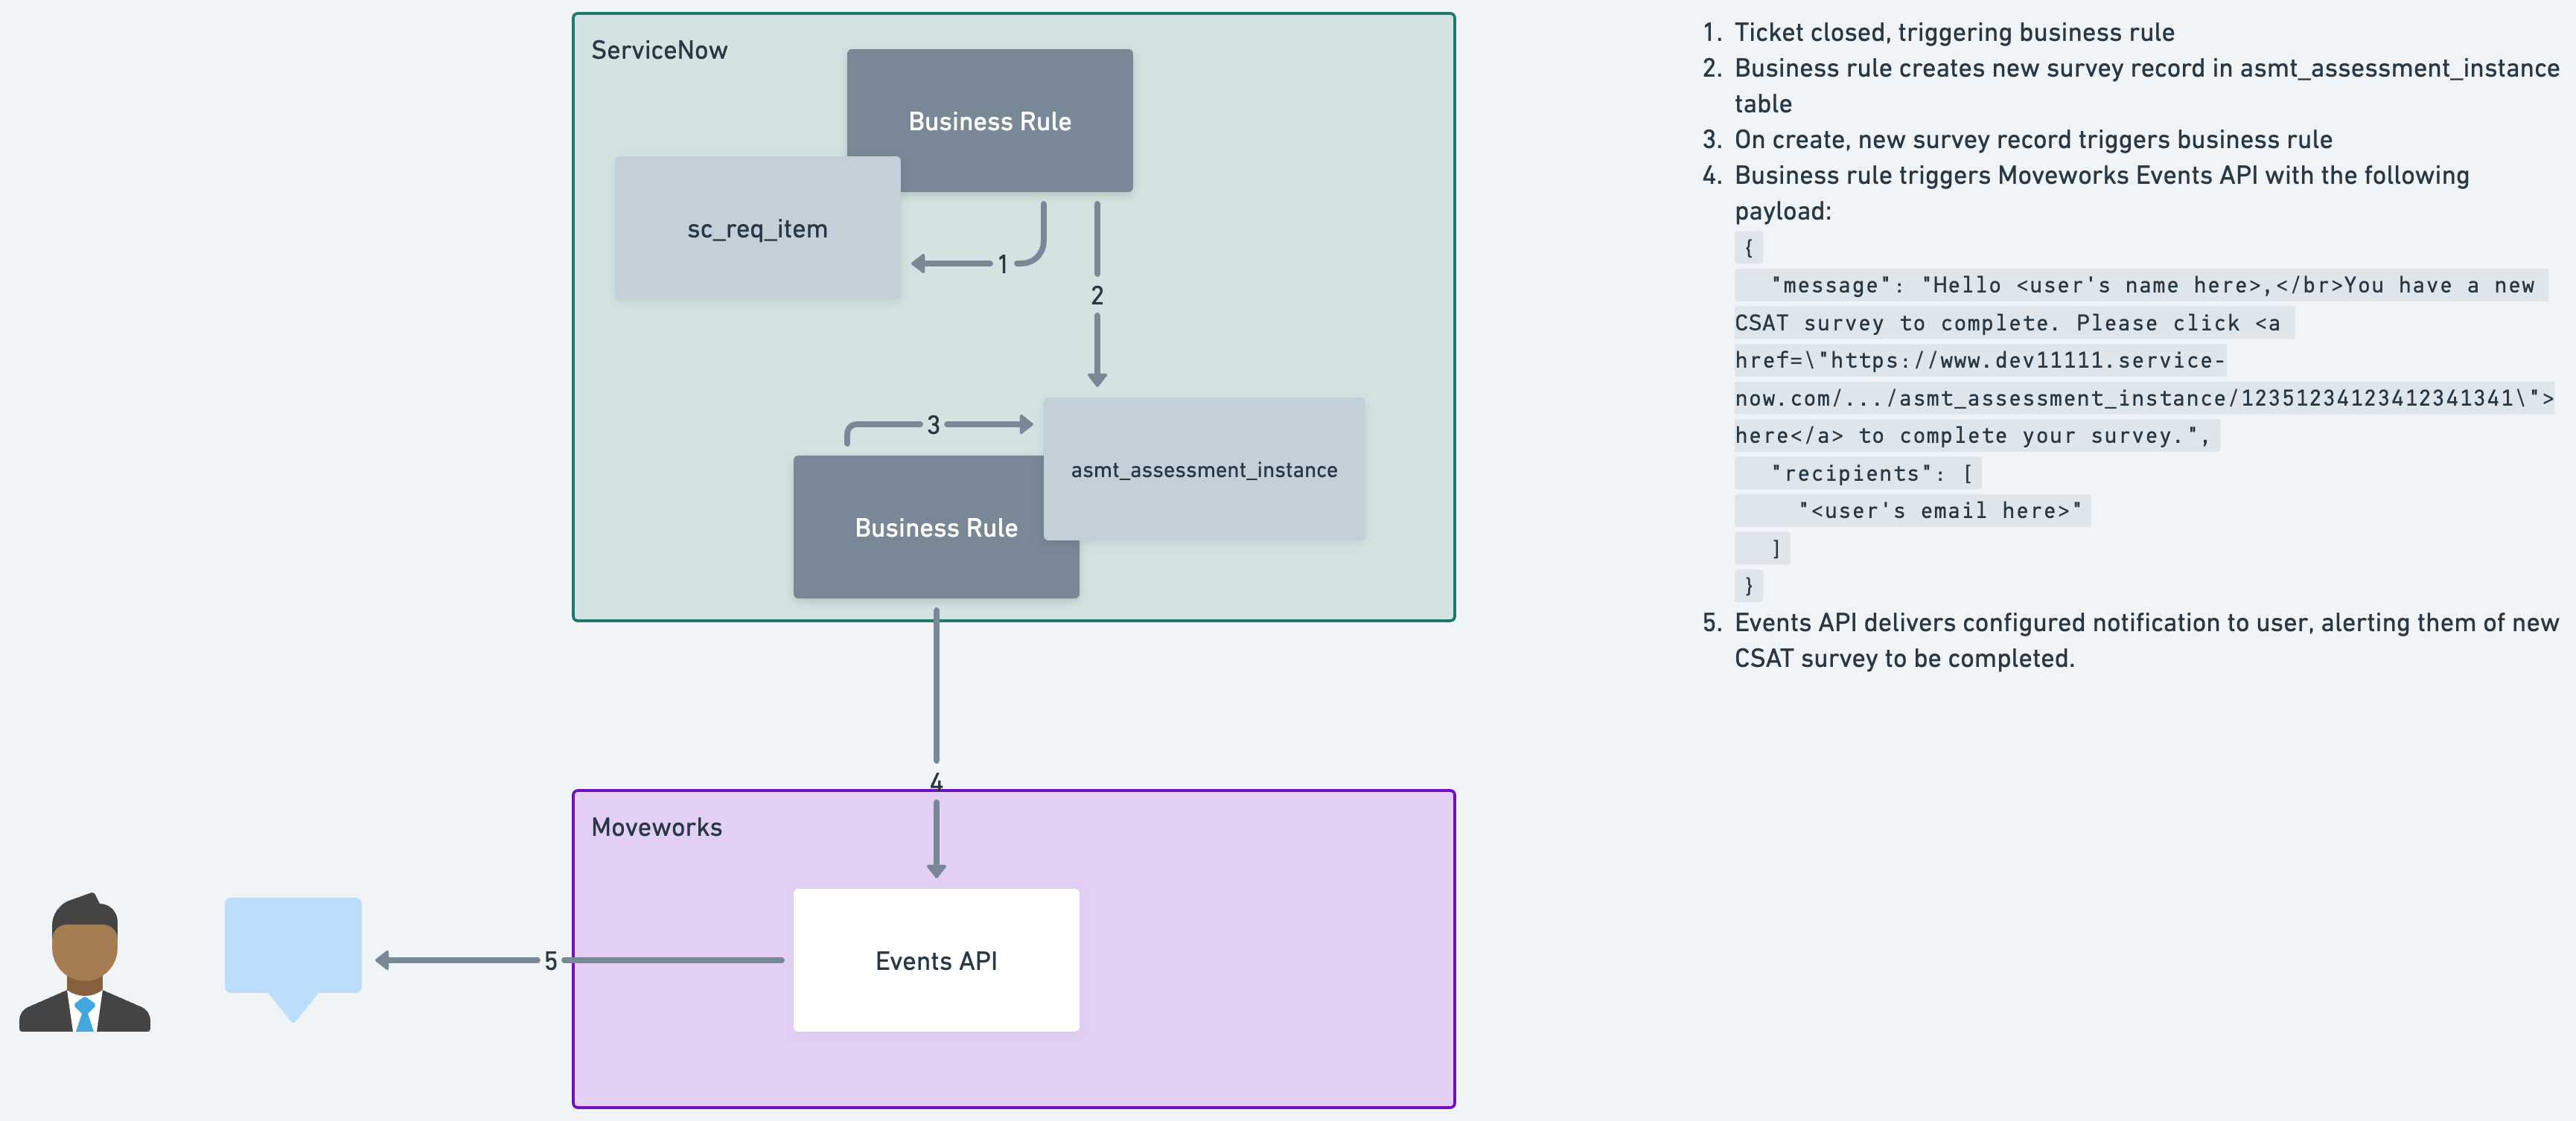 ServiceNow
Business Rule
sc_req_item
1
2
3
asmt_assessment_instance
Business Rule
4
Moveworks
Events API
5
1. Ticket closed, triggering business rule
2. Business rule creates new survey record in asmt_assessment_instance
table
3. On create, new survey record triggers business rule
4. Business rule triggers Moveworks Events API with the following
payload:
{
"message": "Hello <user's name here>,</br>You have a new
CSAT survey to complete. Please click <a
href=\"https://www.dev11111.service-
now.com/.../asmt_assessment_instance/12351234123412341341\">
here</a> to complete your survey.",
"recipients": [
"<user's email here>"
]
}
5. Events API delivers configured notification to user, alerting them of new
CSAT survey to be completed.